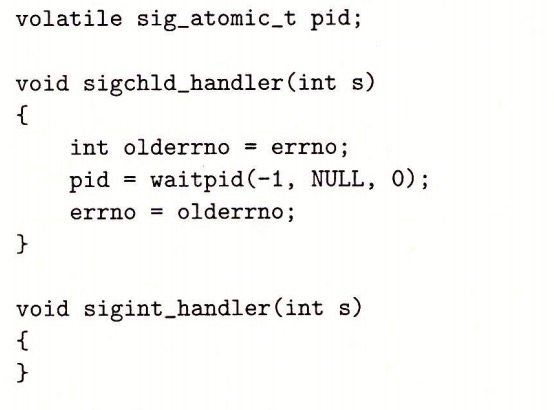 volatile sig_atomic_t pid;
void sigchld_handler(int s)
{
int olderrno = errno;
pid = waitpid(-1, NULL, 0);
errno = olderrno;
}
void sigint_handler(int s)
{
}